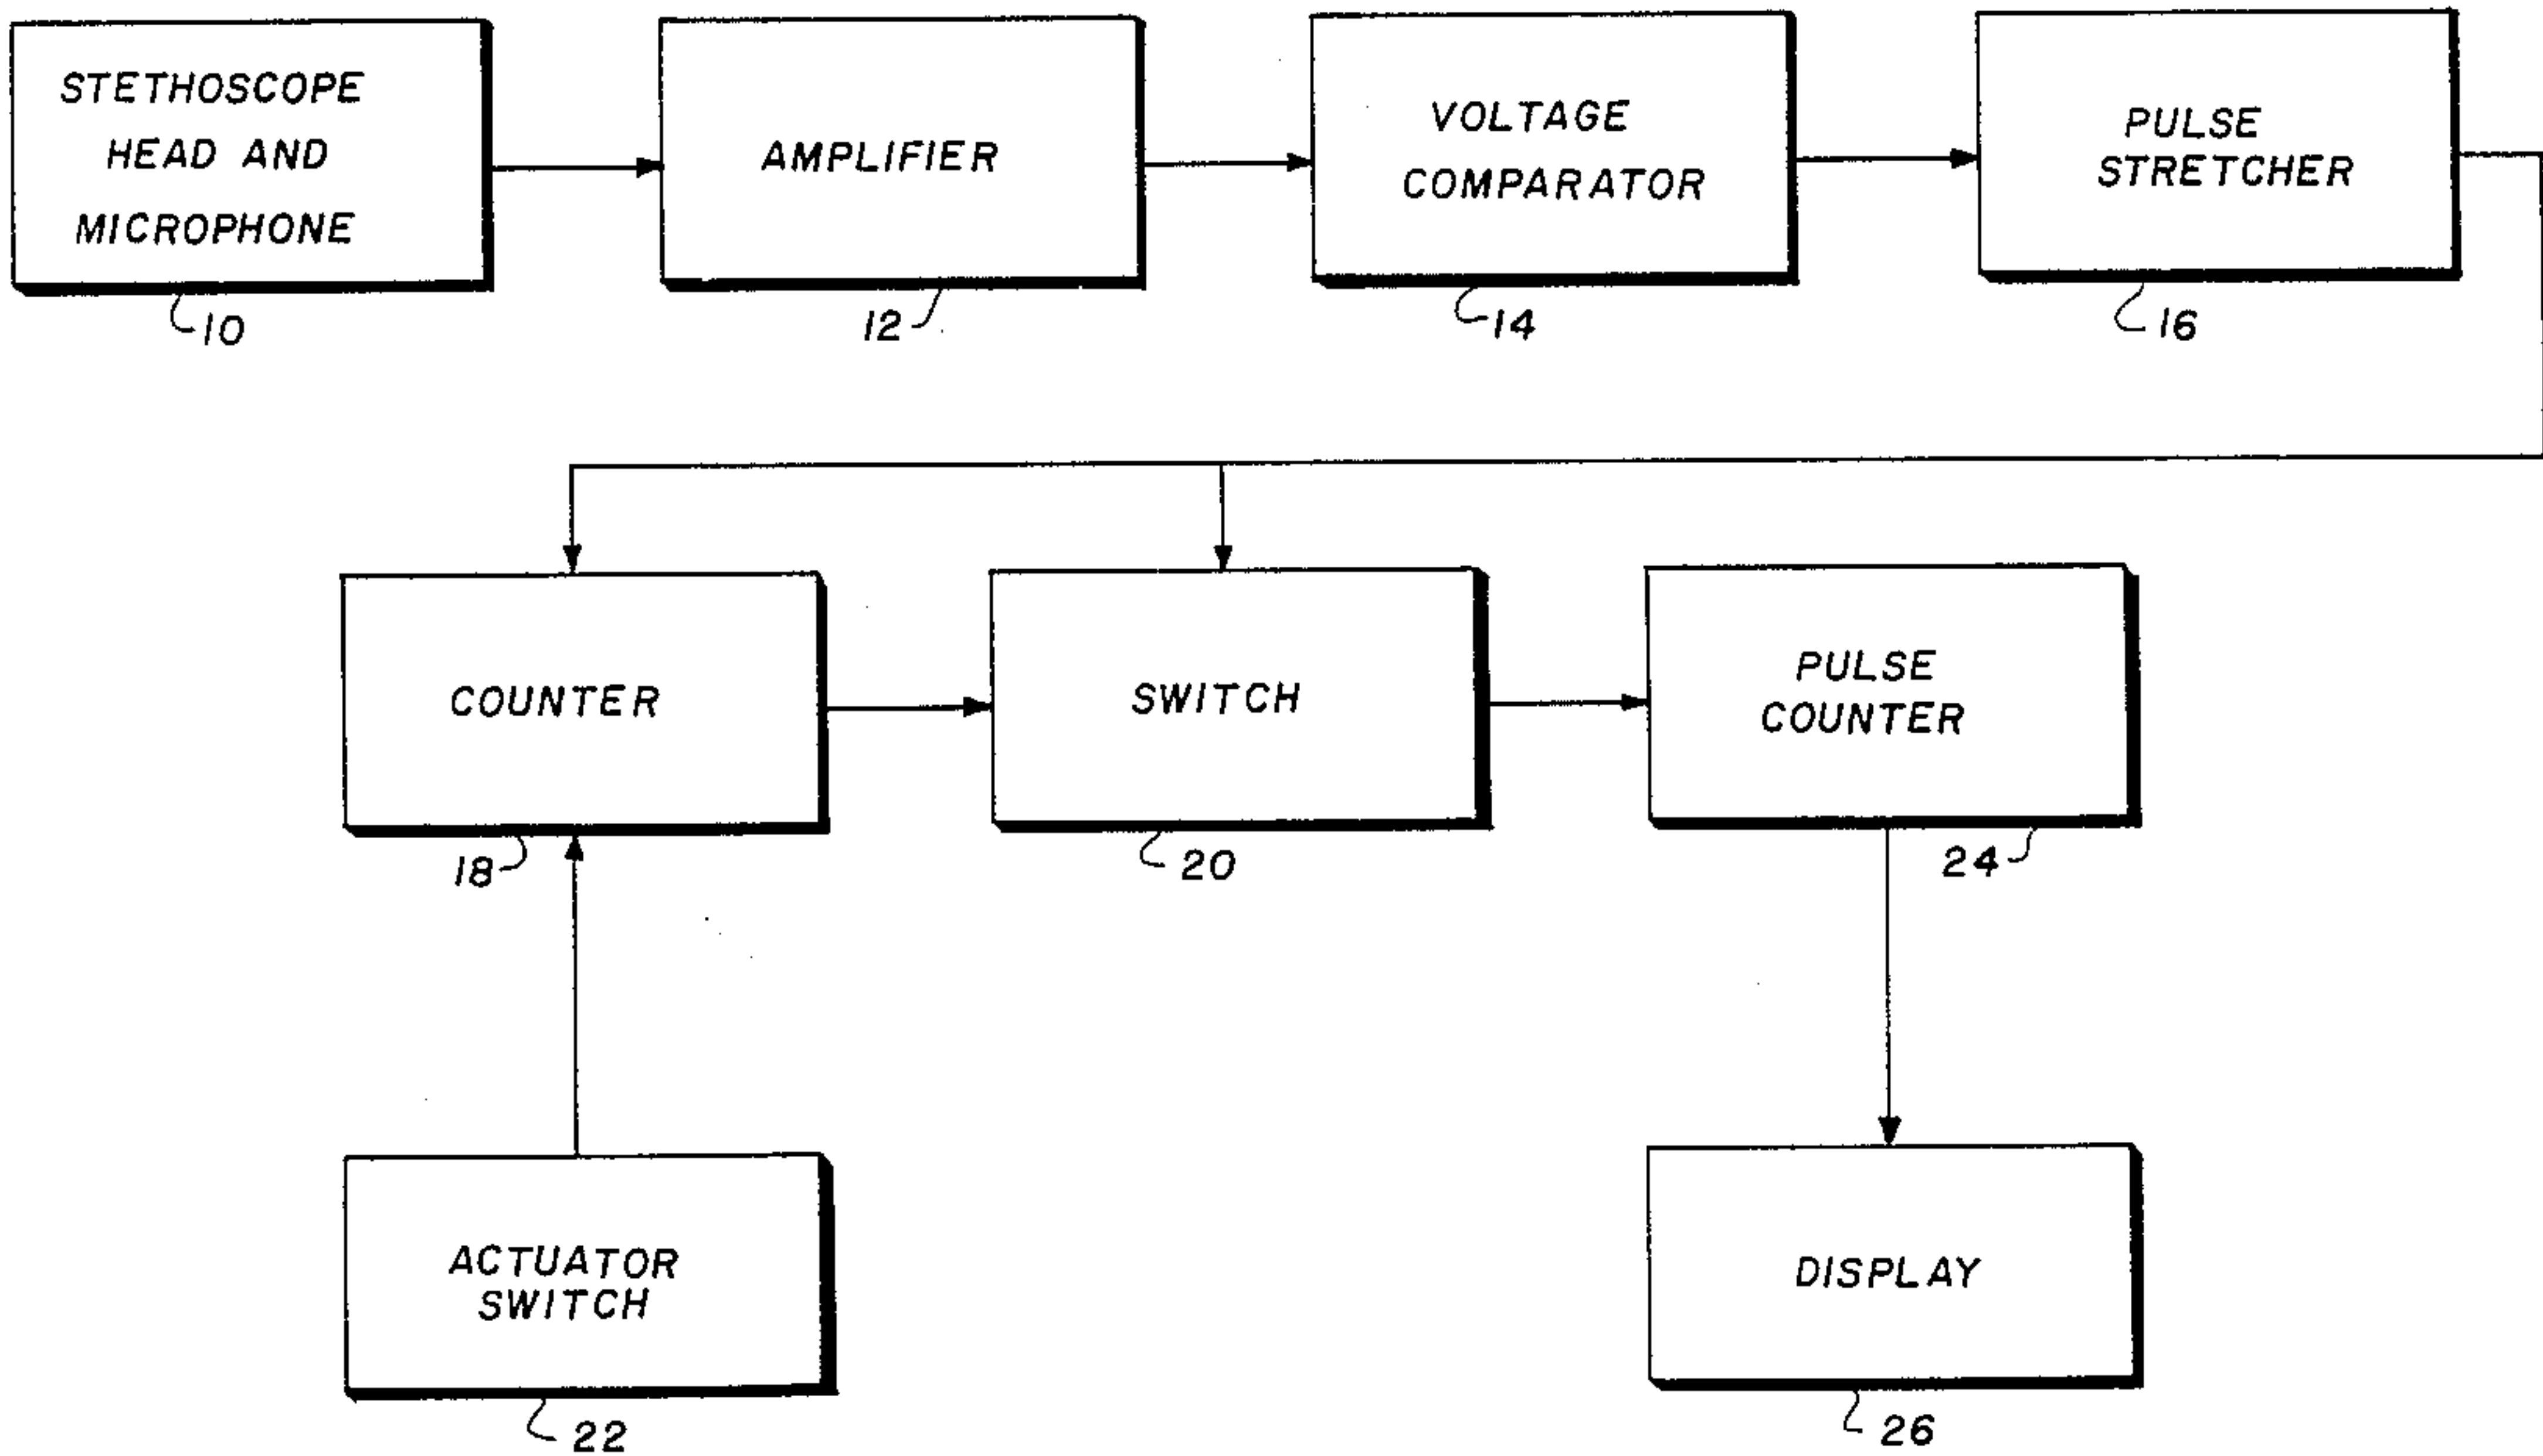 STETHOSCOPE
HEAD AND
MICROPHONE
10
AMPLIFIER
12
VOLTAGE
COMPARATOR
14
PULSE
STRETCHER
16
COUNTER
18
SWITCH
20
PULSE
COUNTER
24
ACTUATOR
SWITCH
22
DISPLAY
26